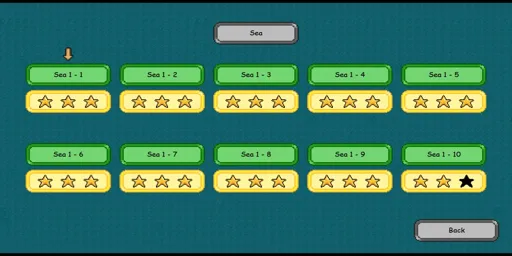 Sea
Sea 1 - 1
Sea 1 - 2
Sea 1 - 3
Sea 1 - 4
Sea 1 - 5
Sea 1 - 6
Sea 1 - 7
Sea 1 - 8
Sea 1 - 9
Sea 1 - 10
Back